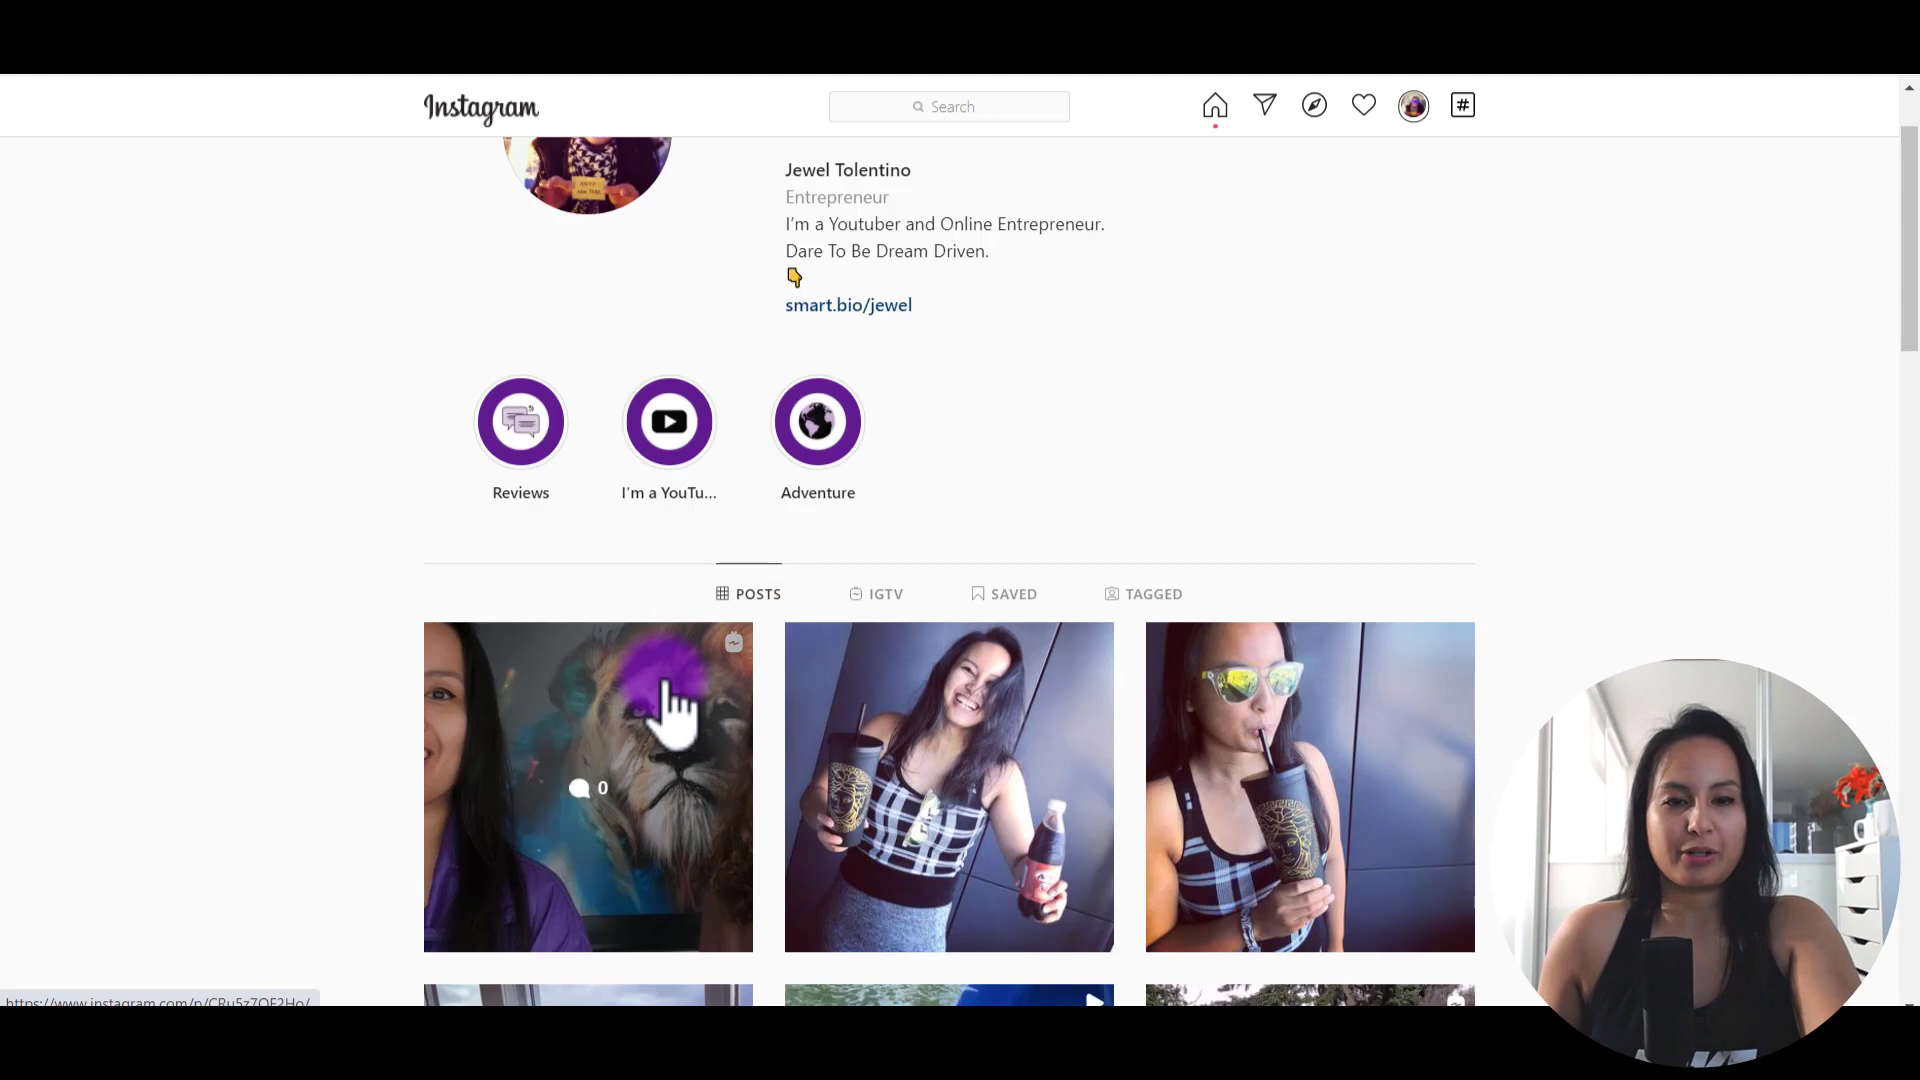 Instagram
Search
#
Jewel Tolentino
Entrepreneur
I'm a Youtuber and Online Entrepreneur.
Dare To Be Dream Driven.
smart.bio/jewel
Reviews
I'm a YouTu...
Adventure
POSTS
IGTV
SAVED
TAGGED
0